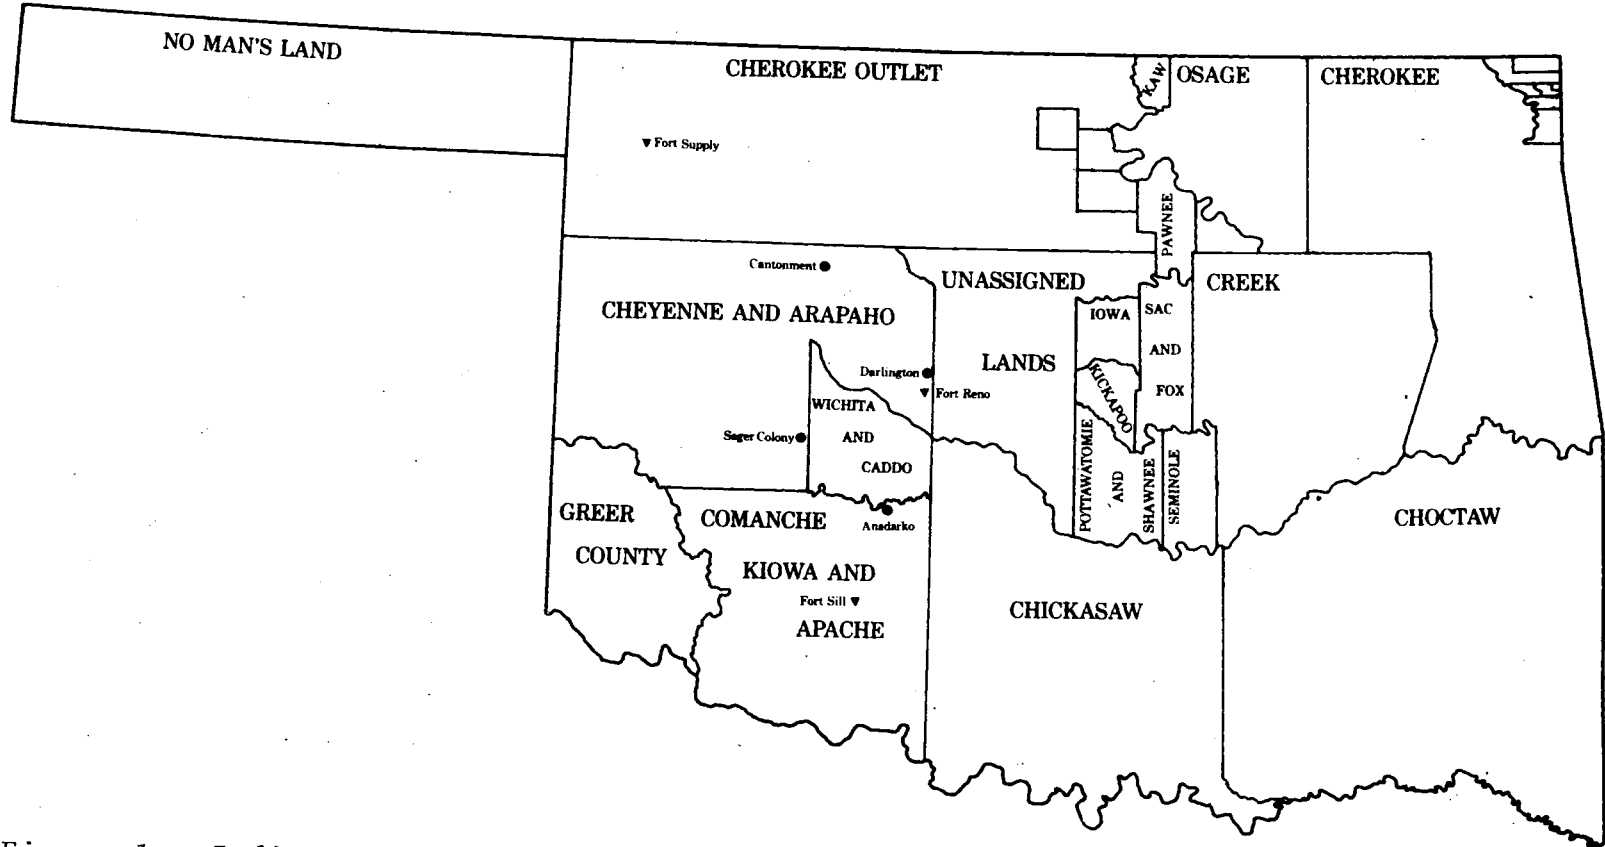 NO MAN'S LAND
CHEROKEE OUTLET
KAW
OSAGE
CHEROKEE
Fort Supply
PAWNEE
Cantonment
UNASSIGNED
LANDS
CREEK
CHEYENNE AND ARAPAHO
IOWA
SAC
AND
FOX
Darlington
Fort Reno
KICKAPOO
WICHITA
AND
CADDO
Seger Colony
POTTAWATOMIE
AND
SHAWNEE
SEMINOLE
GREER
COUNTY
COMANCHE
KIOWA AND
APACHE
Anadarko
Fort Sill
CHICKASAW
CHOCTAW